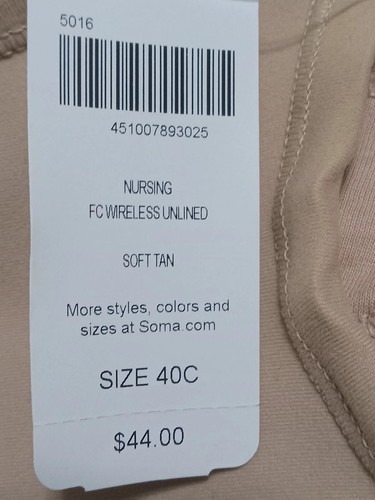 5016
451007893025
NURSING
FC WIRELESS UNLINED
SOFT TAN
More styles, colors and
sizes at Soma.com
SIZE 40C
$44.00